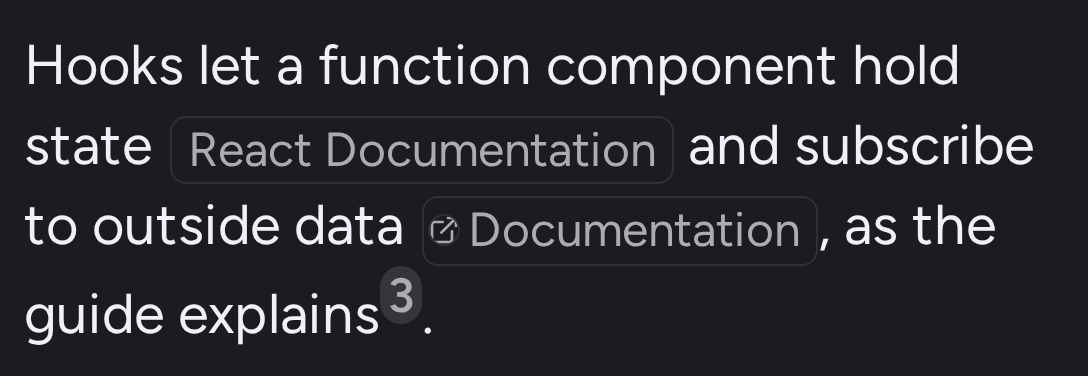 Hooks let a function component hold
state React Documentation and subscribe
to outside data Documentation, as the
guide explains3.